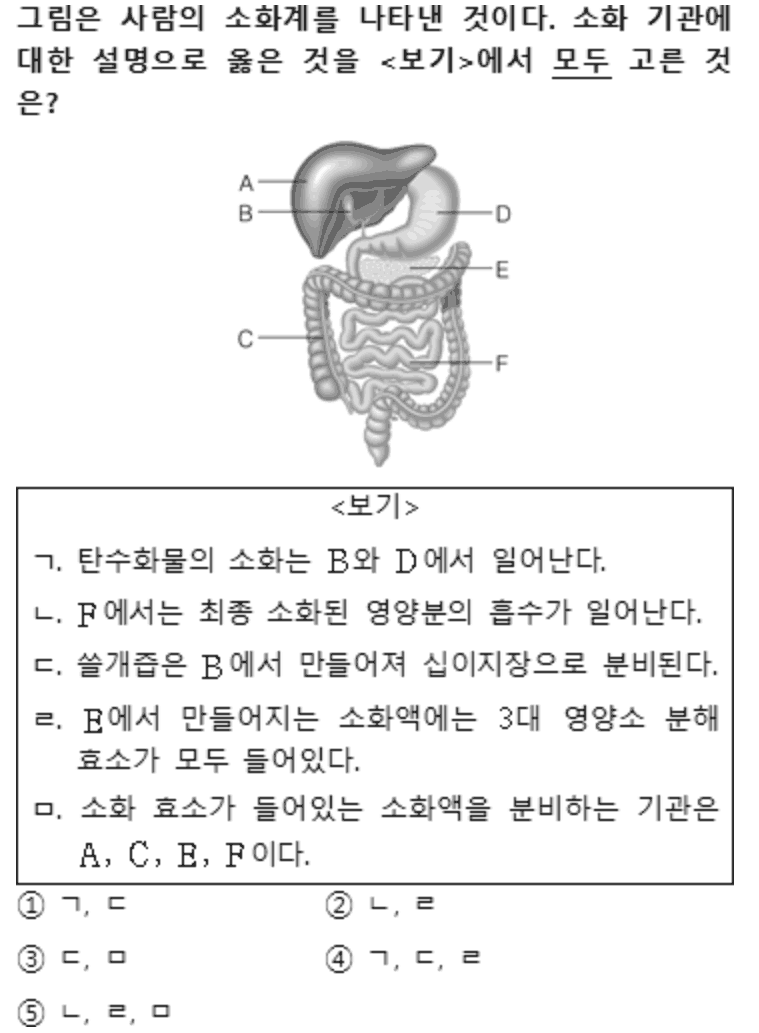 그림은 사람의 소화계를 나타낸 것이다. 소화 기관에
대한 설명으로 옳은 것을 <보기>에서 모두 고른 것
은?
A
B
D
E
C
F
<보기>
ㄱ. 탄수화물의 소화는 B와 D에서 일어난다.
ㄴ. F에서는 최종 소화된 영양분의 흡수가 일어난다.
ㄷ. 쓸개즙은 B에서 만들어져 십이지장으로 분비된다.
ㄹ. E에서 만들어지는 소화액에는 3대 영양소 분해
효소가 모두 들어있다.
ㅁ. 소화 효소가 들어있는 소화액을 분비하는 기관은
A, C, E, F이다.
① ㄱ, ㄷ ② ㄴ, ㄹ
③ ㄷ, ㅁ ④ ㄱ, ㄷ, ㄹ
⑤ ㄴ, ㄹ, ㅁ